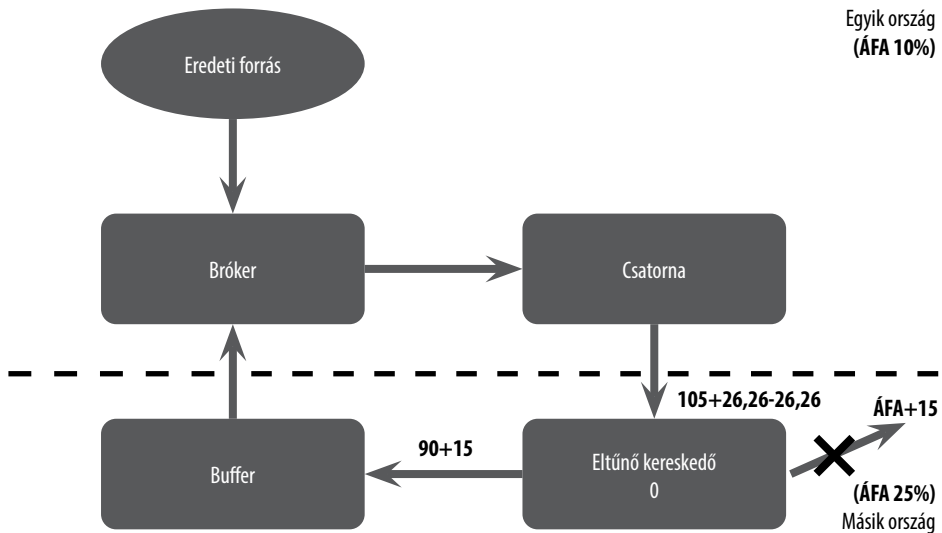 Egyik ország
(ÁFA 10%)
Eredeti forrás
Bróker
Csatorna
105+26,26-26,26
ÁFA+15
90+15
Buffer
Eltűnő kereskedő
0
(ÁFA 25%)
Másik ország